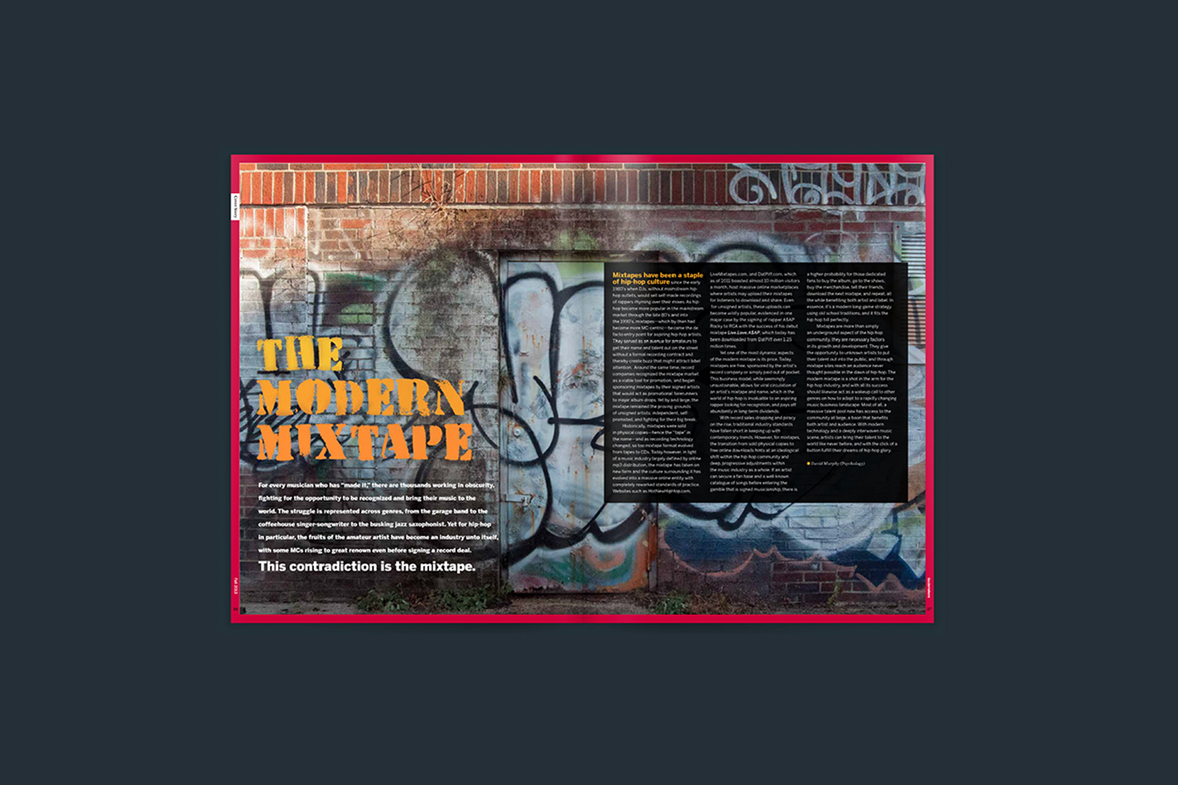 Cover Story
THE
MODERN
MIXTAPE
For every musician who has "made it," there are thousands working in obscurity,
fighting for the opportunity to be recognized and bring their music to the
world. The struggle is represented across genres, from the garage band to the
coffeehouse singer-songwriter to the busking jazz saxophonist. Yet for hip-hop
in particular, the fruits of the amateur artist have become an industry unto itself,
with some MCs rising to great renown even before signing a record deal.
This contradiction is the mixtape.
Fall 2013
Mixtapes have been a staple
of hip-hop culture since the early
1980's when DJs, without mainstream hip-
hop outlets, would sell self-made recordings
of rappers rhyming over their mixes. As hip-
hop became more popular in the mainstream
market through the late 80's and into
the 1990's, mixtapes—which by then had
become more MC-centric—became the de
facto entry point for aspiring hip-hop artists.
They served as an avenue for amateurs to
get their name and talent out on the street
without a formal recording contract and
thereby create buzz that might attract label
attention. Around the same time, record
companies recognized the mixtape market
as a viable tool for promotion, and began
sponsoring mixtapes by their signed artists
that would act as promotional forerunners
to major album drops. Yet by and large, the
mixtape remained the proving grounds
of unsigned artists, independent, self-
promoted, and fighting for their big break.
Historically, mixtapes were sold
in physical copies—hence the "tape" in
the name—and as recording technology
changed, so too mixtape format evolved
from tapes to CDs. Today however, in light
of a music industry largely defined by online
mp3 distribution, the mixtape has taken on
new form and the culture surrounding it has
evolved into a massive online entity with
completely reworked standards of practice.
Websites such as HotNewHipHop.com,
LiveMixtapes.com, and DatPiff.com, which
as of 2012 boasted almost 10 million visitors
a month, host massive online marketplaces
where artists may upload their mixtapes
for listeners to download and share. Even
for unsigned artists, these uploads can
become wildly popular, evidenced in one
major case by the signing of rapper A$AP
Rocky to RCA with the success of his debut
mixtape Live.Love.A$AP, which today has
been downloaded from DatPiff over 1.25
million times.
Yet one of the most dynamic aspects
of the modern mixtape is its price. Today,
mixtapes are free, sponsored by the artist's
record company or simply paid out of pocket.
This business model, while seemingly
unsustainable, allows for viral circulation of
an artist's mixtape and name, which in the
world of hip-hop is invaluable to an aspiring
rapper looking for recognition, and pays off
abundantly in long term dividends.
With record sales dropping and piracy
on the rise, traditional industry standards
have fallen short in keeping up with
contemporary trends. However, for mixtapes,
the transition from sold physical copies to
free online downloads hints at an ideological
shift within the hip-hop community and
deep, progressive adjustments within
the music industry as a whole. If an artist
can secure a fan base and a well-known
catalogue of songs before entering the
gamble that is signed musicianship, there is
a higher probability for those dedicated
fans to buy the album, go to the shows,
buy the merchandise, tell their friends,
download the next mixtape, and repeat, all
the while benefiting both artist and label. In
essence, it's a modern long-game strategy
using old school traditions, and it fits the
hip-hop bill perfectly.
Mixtapes are more than simply
an underground aspect of the hip-hop
community, they are necessary factors
in its growth and development. They give
the opportunity to unknown artists to put
their talent out into the public, and through
mixtape sites reach an audience never
thought possible in the dawn of hip-hop. The
modern mixtape is a shot in the arm for the
hip-hop industry, and with all its success
should likewise act as a wakeup call to other
genres on how to adapt to a rapidly changing
music business landscape. Most of all, a
massive talent pool now has access to the
community at large, a boon that benefits
both artist and audience. With modern
technology and a deeply interwoven music
scene, artists can bring their talent to the
world like never before, and with the click of a
button fulfill their dreams of hip-hop glory.
David Murphy (Psychology)